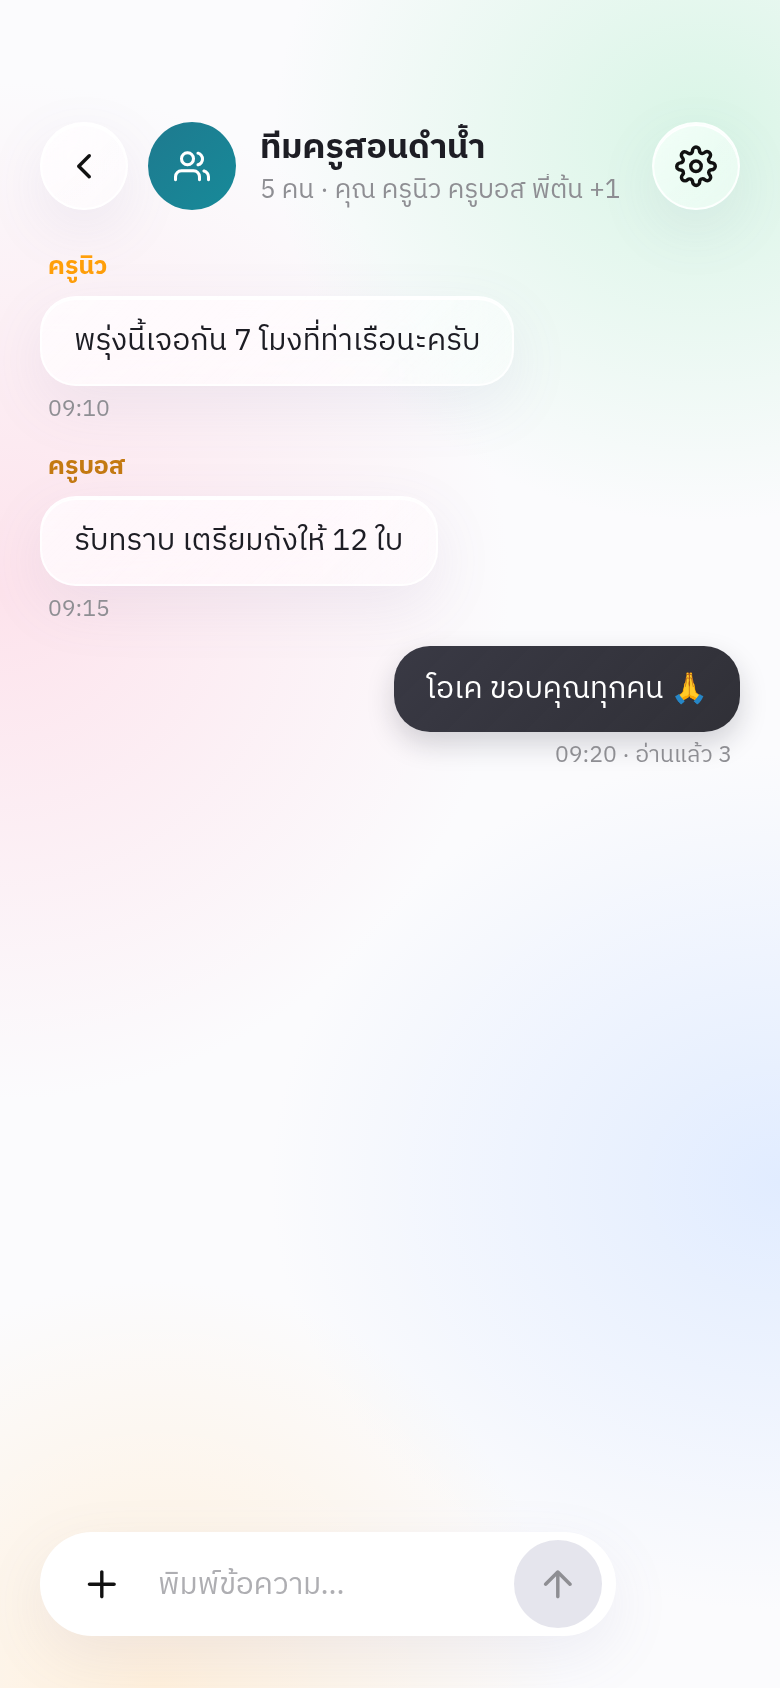 ทีมครูสอนดำน้ำ
5 คน · คุณ ครูนิว ครูบอส พี่ต้น +1
ครูนิว
พรุ่งนี้เจอกัน 7 โมงที่ท่าเรือนะครับ
09:10
ครูบอส
รับทราบ เตรียมถังให้ 12 ใบ
09:15
โอเค ขอบคุณทุกคน 🙏
09:20 · อ่านแล้ว 3
พิมพ์ข้อความ...